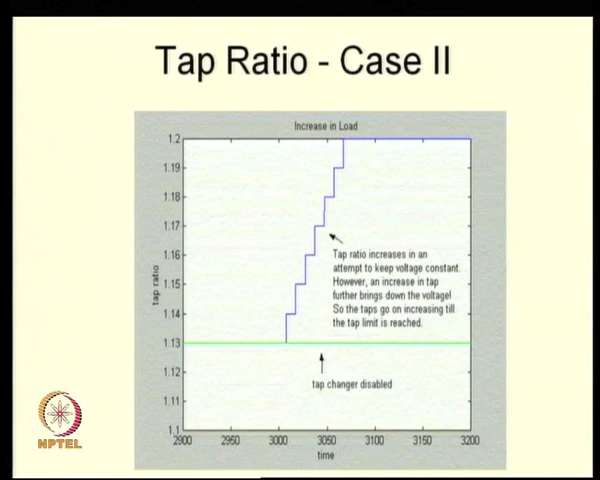 Tap Ratio - Case II
Increase in Load
1.2
1.19
1.18
1.17
1.16
1.15
1.14
1.13
1.12
1.11
1.1
tap ratio
Tap ratio increases in an
attempt to keep voltage constant.
However, an increase in tap
further brings down the voltage!
So the taps go on increasing till
the tap limit is reached.
tap changer disabled
2900 2950 3000 3050 3100 3150 3200
time
NPTEL